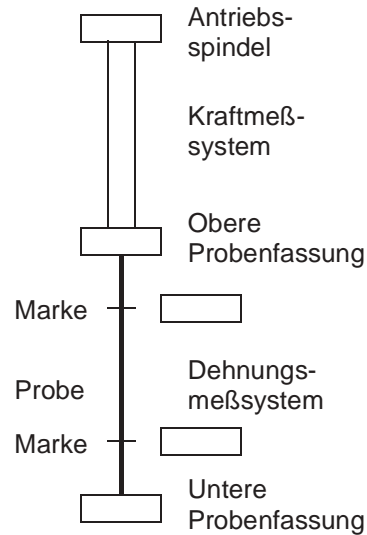 Antriebs-
spindel
Kraftmeß-
system
Obere
Probenfassung
Marke
Probe
Dehnungs-
meßsystem
Marke
Untere
Probenfassung